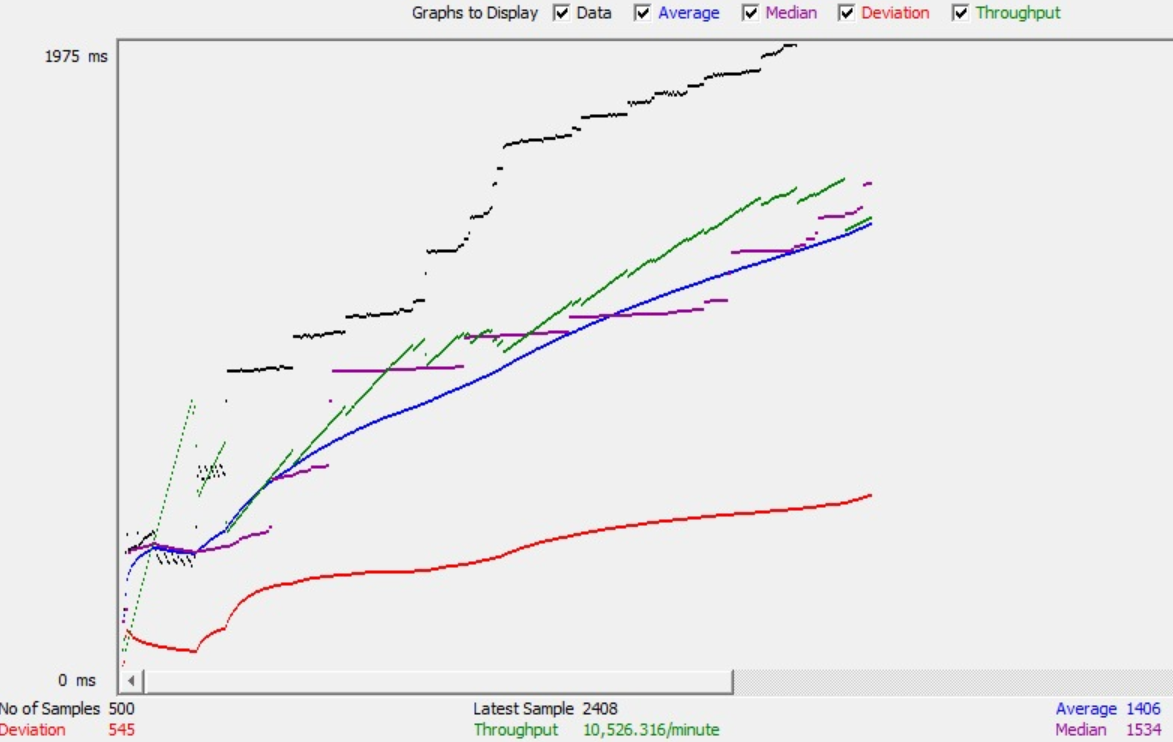 Graphs to Display Data Average Median Deviation Throughput
1975 ms
0 ms
No of Samples 500 Latest Sample 2408 Average 1406
Deviation 545 Throughput 10,526.316/minute Median 1534